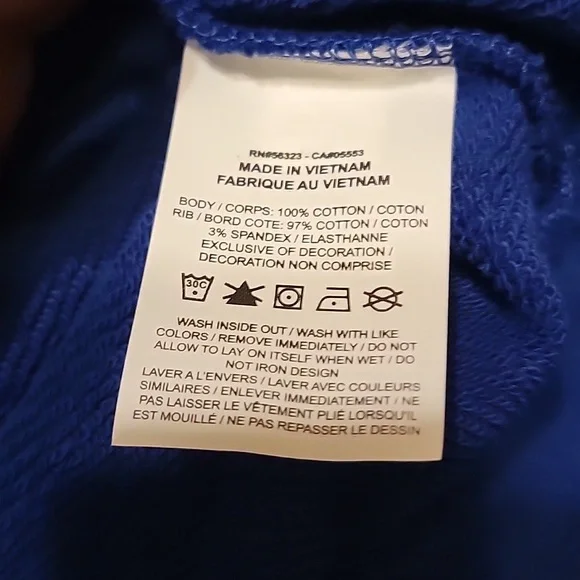 RN#56323 - CA#05553
MADE IN VIETNAM
FABRIQUE AU VIETNAM
BODY / CORPS: 100% COTTON / COTON
RIB / BORD COTE: 97% COTTON / COTON
3% SPANDEX / ELASTHANNE
EXCLUSIVE OF DECORATION /
DECORATION NON COMPRISE
30C
WASH INSIDE OUT / WASH WITH LIKE
COLORS / REMOVE IMMEDIATELY / DO NOT
ALLOW TO LAY ON ITSELF WHEN WET / DO
NOT IRON DESIGN
LAVER A L'ENVERS / LAVER AVEC COULEURS
SIMILAIRES / ENLEVER IMMÉDIATEMENT / NE
PAS LAISSER LE VÊTEMENT PLIÉ LORSQU'IL
EST MOUILLÉ / NE PAS REPASSER LE DESSIN